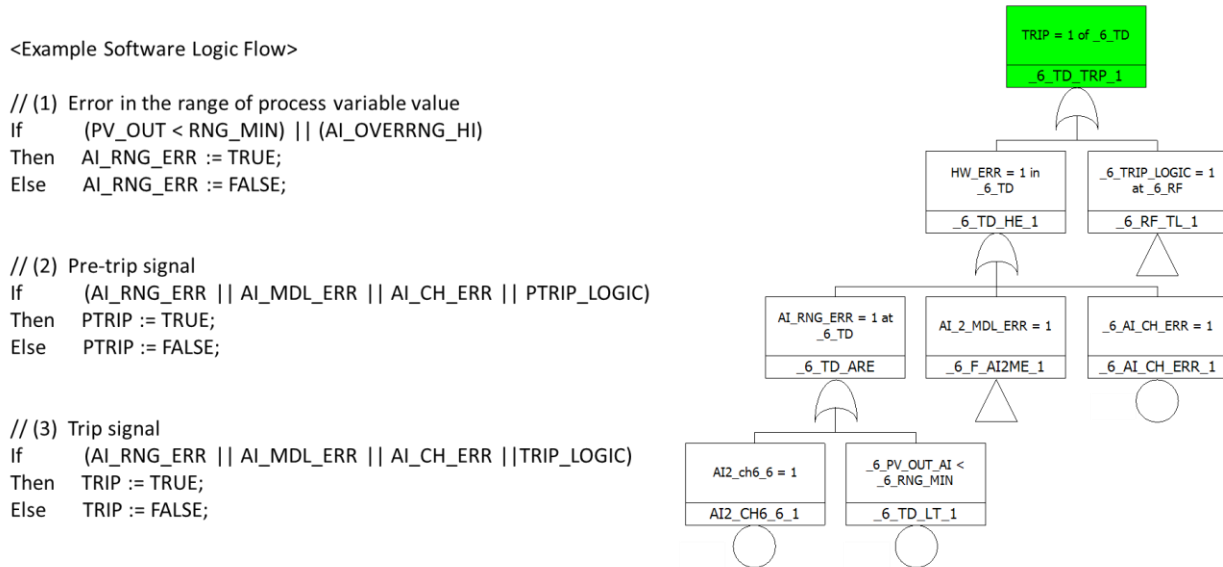 <Example Software Logic Flow>
// (1) Error in the range of process variable value
If (PV_OUT < RNG_MIN) || (AI_OVERRNG_HI)
Then AI_RNG_ERR := TRUE;
Else AI_RNG_ERR := FALSE;
// (2) Pre-trip signal
If (AI_RNG_ERR || AI_MDL_ERR || AI_CH_ERR || PTRIP_LOGIC)
Then PTRIP := TRUE;
Else PTRIP := FALSE;
// (3) Trip signal
If (AI_RNG_ERR || AI_MDL_ERR || AI_CH_ERR ||TRIP_LOGIC)
Then TRIP := TRUE;
Else TRIP := FALSE;
TRIP = 1 of _6_TD
_6_TD_TRP_1
HW_ERR = 1 in
_6_TD
_6_TD_HE_1
_6_TRIP_LOGIC = 1
at _6_RF
_6_RF_TL_1
AI_RNG_ERR = 1 at
_6_TD
_6_TD_ARE
AI_2_MDL_ERR = 1
_6_F_AI2ME_1
_6_AI_CH_ERR = 1
_6_AI_CH_ERR_1
AI2_ch6_6 = 1
AI2_CH6_6_1
_6_PV_OUT_AI <
_6_RNG_MIN
_6_TD_LT_1